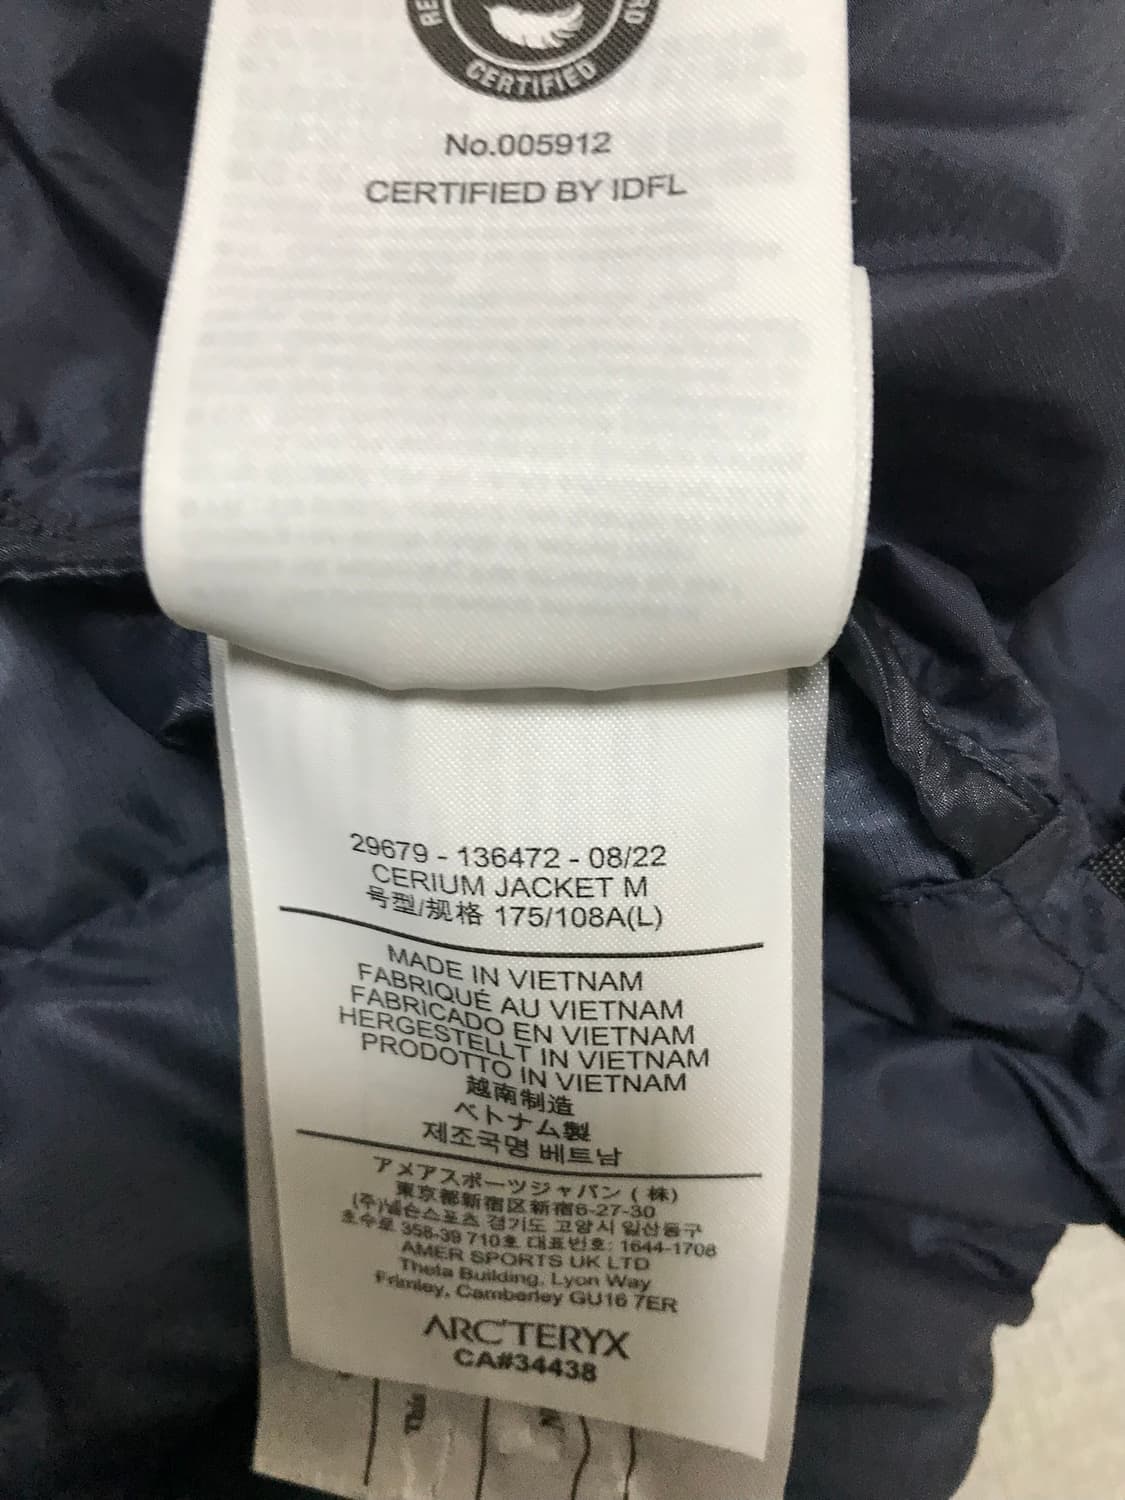 CERTIFIED
No.005912
CERTIFIED BY IDFL
29679 - 136472 - 08/22
CERIUM JACKET M
号型/规格 175/108A(L)
MADE IN VIETNAM
FABRIQUÉ AU VIETNAM
FABRICADO EN VIETNAM
HERGESTELLT IN VIETNAM
PRODOTTO IN VIETNAM
越南制造
ベトナム製
제조국명 베트남
アメアスポーツジャパン (株)
東京都新宿区新宿6-27-30
(주)넬슨스포츠 경기도 고양시 일산동구
호수로 358-39 710호 대표번호: 1644-1708
AMER SPORTS UK LTD
Theta Building, Lyon Way
Frimley, Camberley GU16 7ER
ARC'TERYX
CA#34438
This